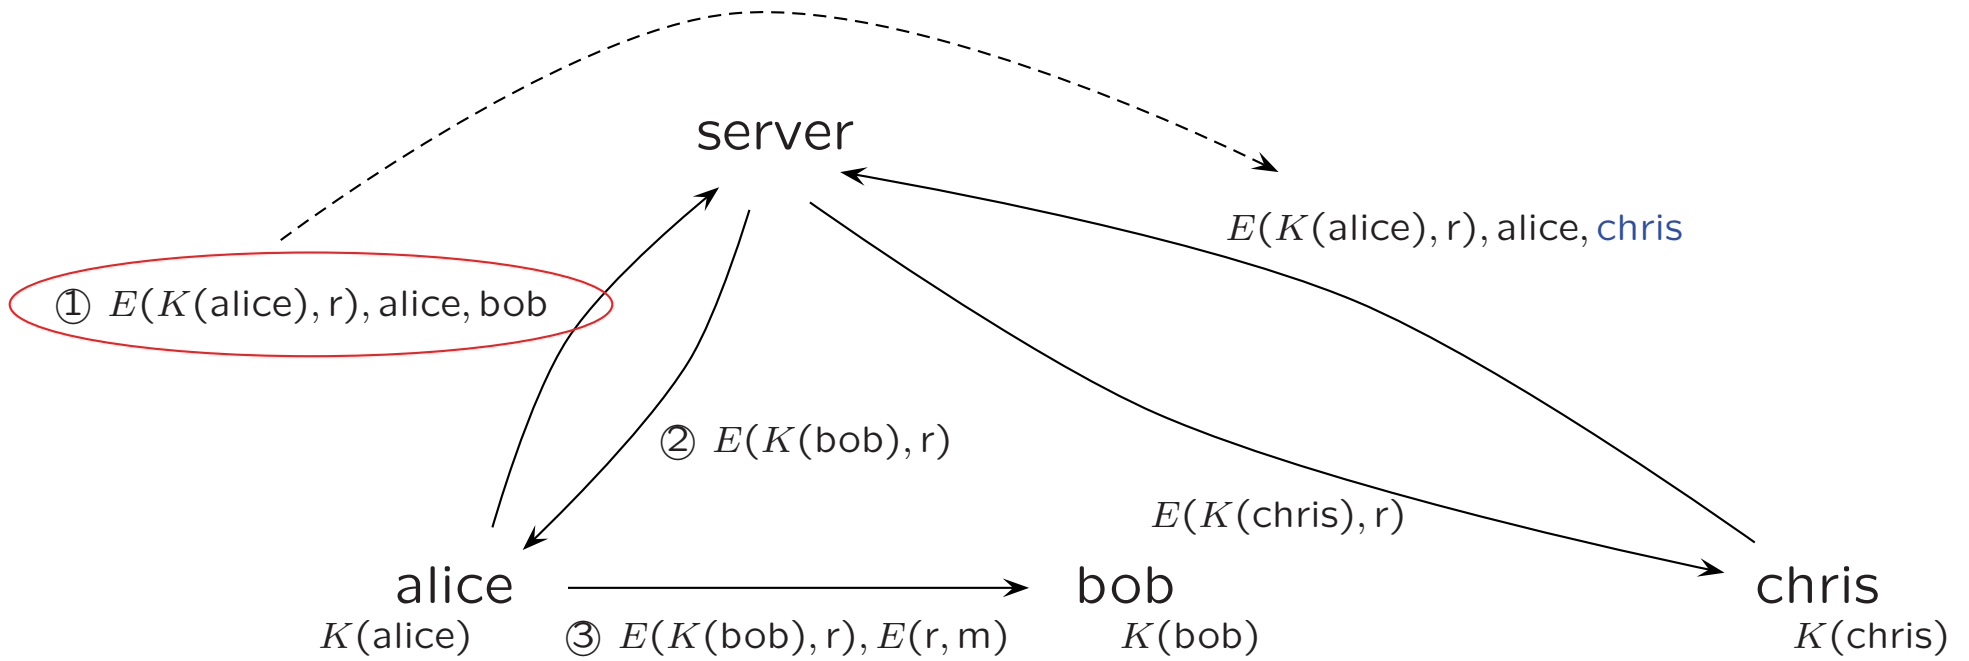 server
E(K(alice), r), alice, chris
① E(K(alice), r), alice, bob
② E(K(bob), r)
E(K(chris), r)
alice
bob
chris
K(alice)
③ E(K(bob), r), E(r, m)
K(bob)
K(chris)